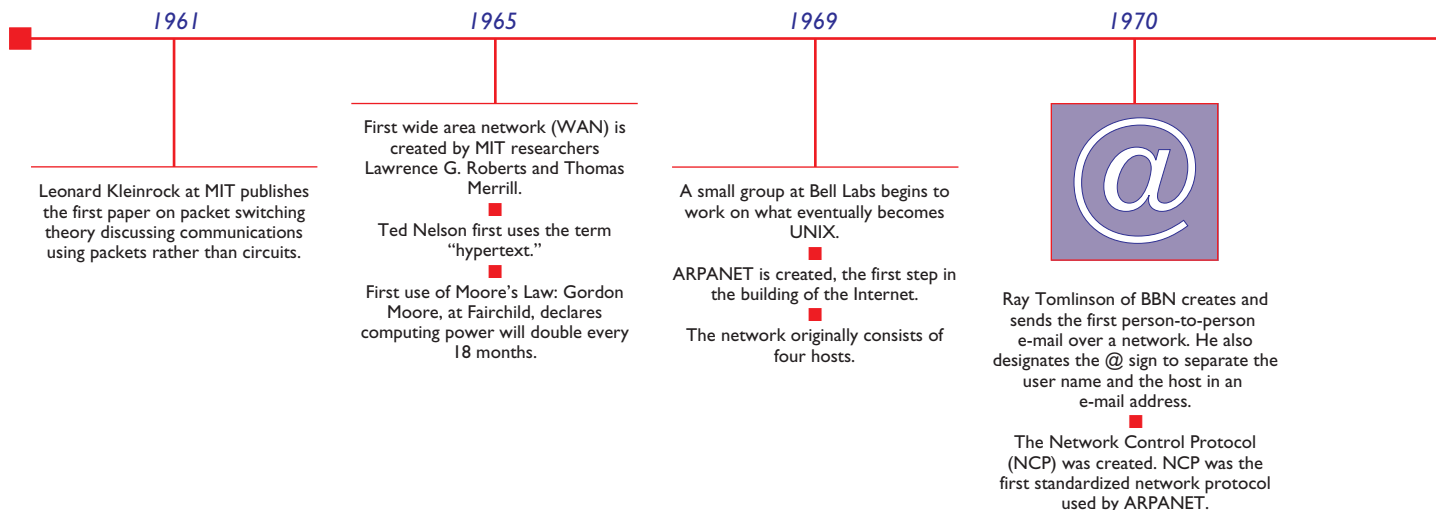 1961
Leonard Kleinrock at MIT publishes
the first paper on packet switching
theory discussing communications
using packets rather than circuits.
1965
First wide area network (WAN) is
created by MIT researchers
Lawrence G. Roberts and Thomas
Merrill.
Ted Nelson first uses the term
“hypertext.”
First use of Moore’s Law: Gordon
Moore, at Fairchild, declares
computing power will double every
18 months.
1969
A small group at Bell Labs begins to
work on what eventually becomes
UNIX.
ARPANET is created, the first step in
the building of the Internet.
The network originally consists of
four hosts.
1970
@
Ray Tomlinson of BBN creates and
sends the first person-to-person
e-mail over a network. He also
designates the @ sign to separate the
user name and the host in an
e-mail address.
The Network Control Protocol
(NCP) was created. NCP was the
first standardized network protocol
used by ARPANET.